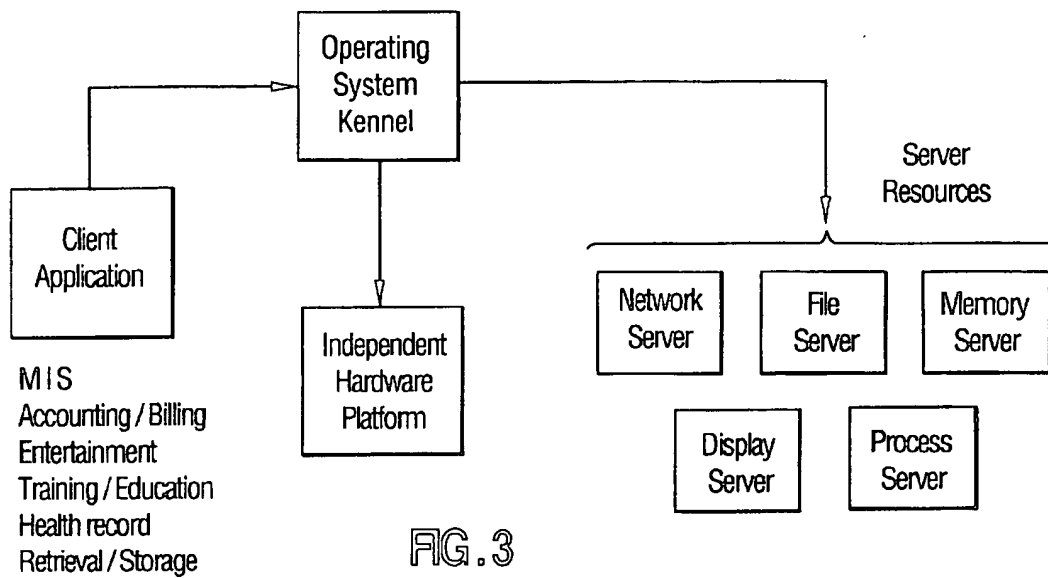 Operating
System
Kennel
Client
Application
Independent
Hardware
Platform
MIS
Accounting / Billing
Entertainment
Training / Education
Health record
Retrieval / Storage
Server
Resources
Network
Server
File
Server
Memory
Server
Display
Server
Process
Server
FIG. 3